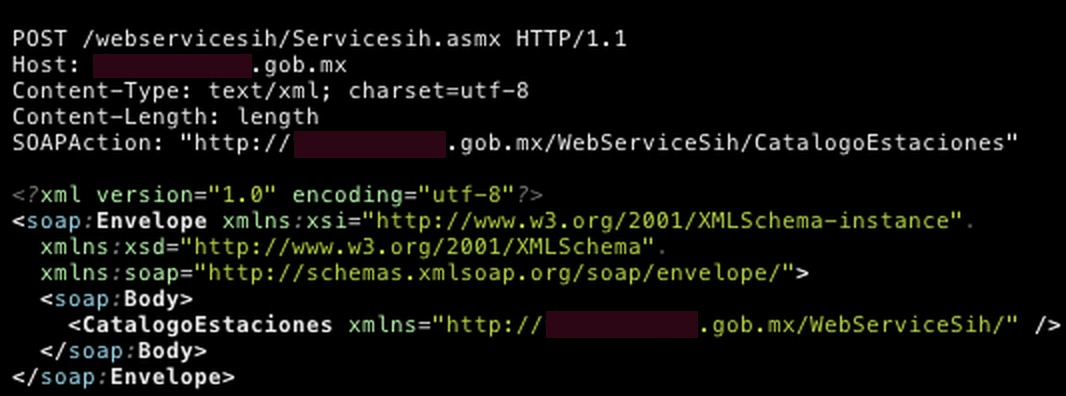 POST /webservicesih/Servicesih.asmx HTTP/1.1
Host: .gob.mx
Content-Type: text/xml; charset=utf-8
Content-Length: length
SOAPAction: "http://.gob.mx/WebServiceSih/CatalogoEstaciones"
<?xml version="1.0" encoding="utf-8"?>
<soap:Envelope xmlns:xsi="http://www.w3.org/2001/XMLSchema-instance"
xmlns:xsd="http://www.w3.org/2001/XMLSchema"
xmlns:soap="http://schemas.xmlsoap.org/soap/envelope/">
<soap:Body>
<CatalogoEstaciones xmlns="http://.gob.mx/WebServiceSih/" />
</soap:Body>
</soap:Envelope>